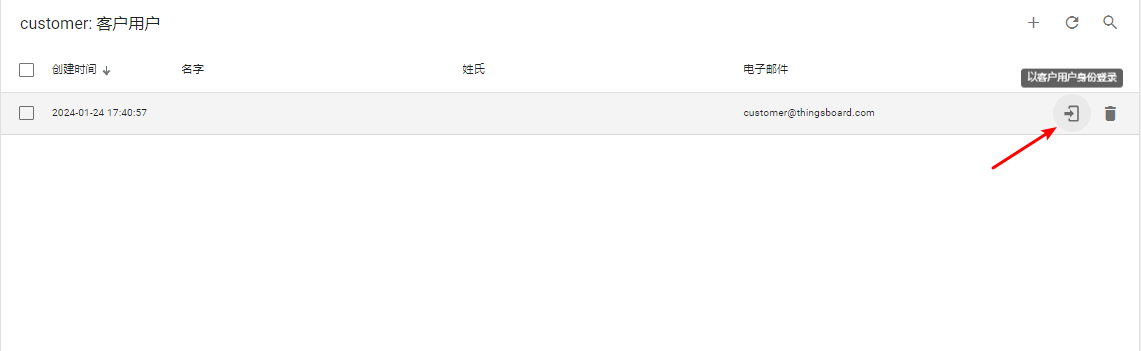 customer: 客户用户
创建时间 名字 姓氏 电子邮件
以客户用户身份登录
2024-01-24 17:40:57 customer@thingsboard.com